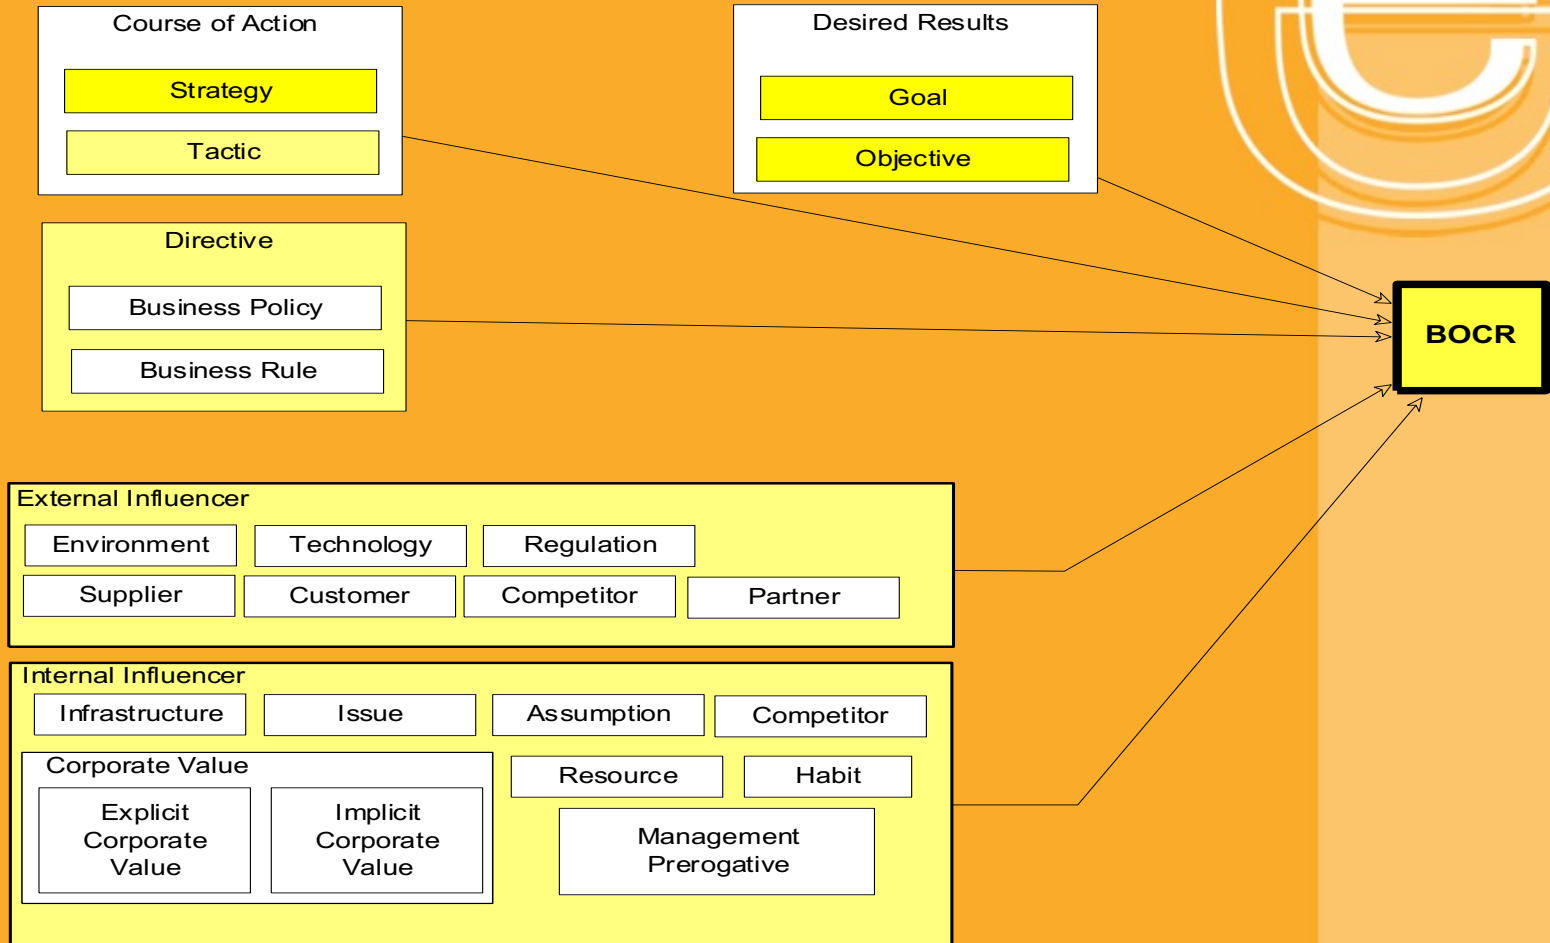 Course of Action
Strategy
Tactic
Desired Results
Goal
Objective
Directive
Business Policy
Business Rule
BOCR
External Influencer
Environment
Technology
Regulation
Supplier
Customer
Competitor
Partner
Internal Influencer
Infrastructure
Issue
Assumption
Competitor
Corporate Value
Explicit
Corporate
Value
Implicit
Corporate
Value
Resource
Habit
Management
Prerogative